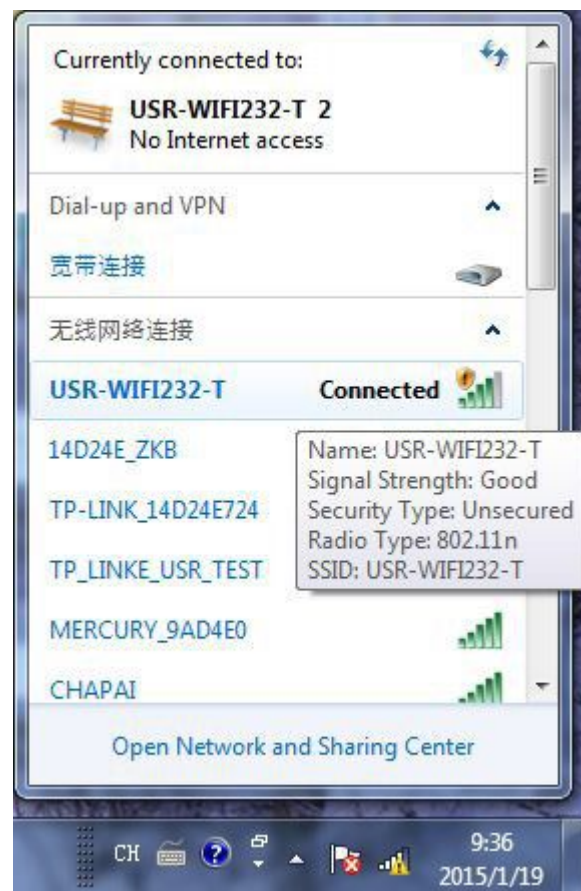 Currently connected to:
USR-WIFI232-T 2
No Internet access
Dial-up and VPN
宽带连接
无线网络连接
USR-WIFI232-T Connected
14D24E_ZKB
Name: USR-WIFI232-T
Signal Strength: Good
TP-LINK_14D24E724
Security Type: Unsecured
Radio Type: 802.11n
TP_LINKE_USR_TEST
SSID: USR-WIFI232-T
MERCURY_9AD4E0
CHAPAI
Open Network and Sharing Center
CH
9:36
2015/1/19